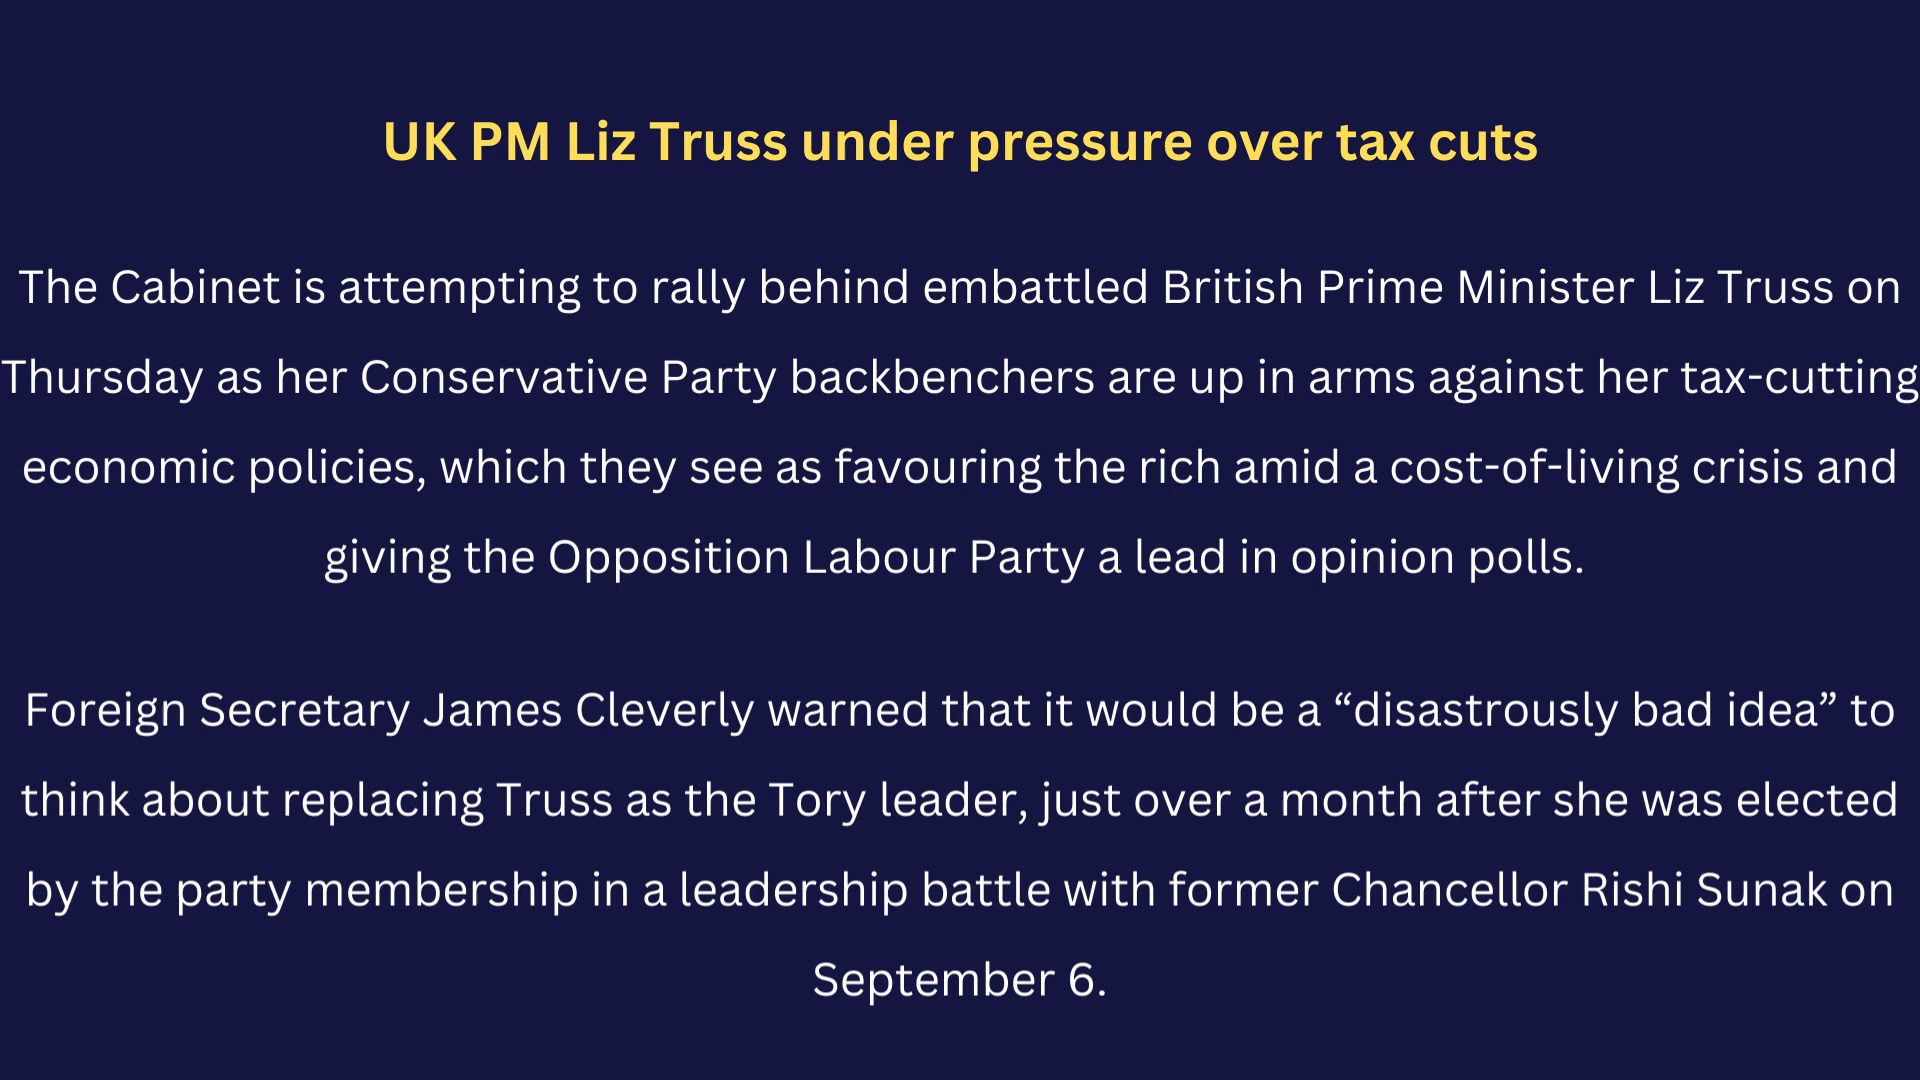 UK PM Liz Truss under pressure over tax cuts
The Cabinet is attempting to rally behind embattled British Prime Minister Liz Truss on
Thursday as her Conservative Party backbenchers are up in arms against her tax-cutting
economic policies, which they see as favouring the rich amid a cost-of-living crisis and
giving the Opposition Labour Party a lead in opinion polls.
Foreign Secretary James Cleverly warned that it would be a “disastrously bad idea” to
think about replacing Truss as the Tory leader, just over a month after she was elected
by the party membership in a leadership battle with former Chancellor Rishi Sunak on
September 6.